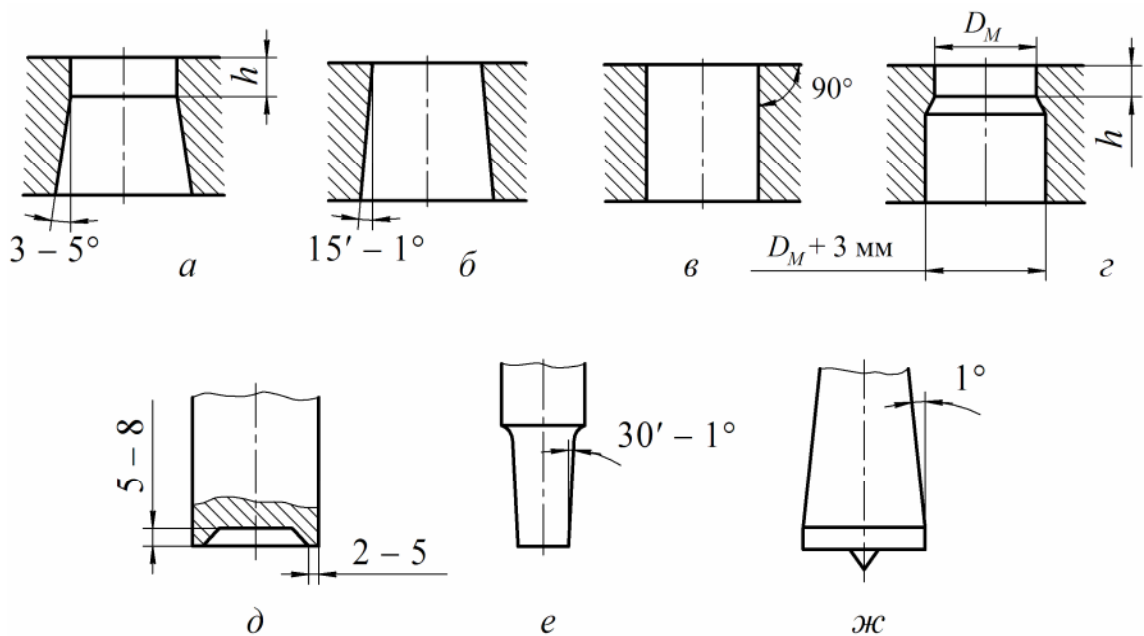 h
3 – 5°
а
15′ – 1°
б
90°
в
D_M
h
D_M + 3 мм
г
5 – 8
2 – 5
д
30′ – 1°
е
1°
ж